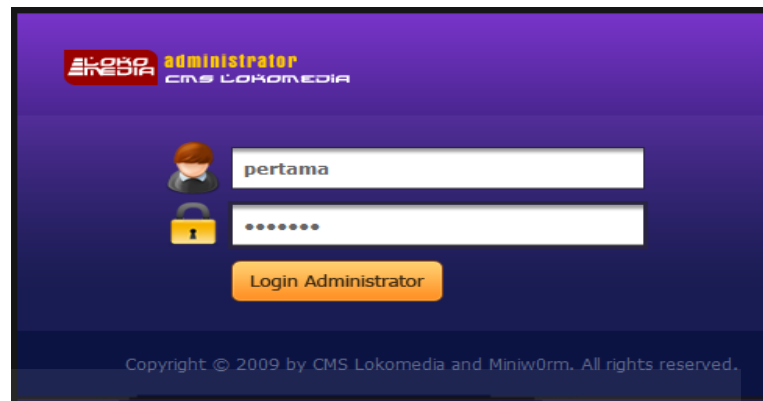 LOKO administrator
MEDIA CMS LOKOMEDIA
pertama
•••••••
Login Administrator
Copyright © 2009 by CMS Lokomedia and Miniw0rm. All rights reserved.